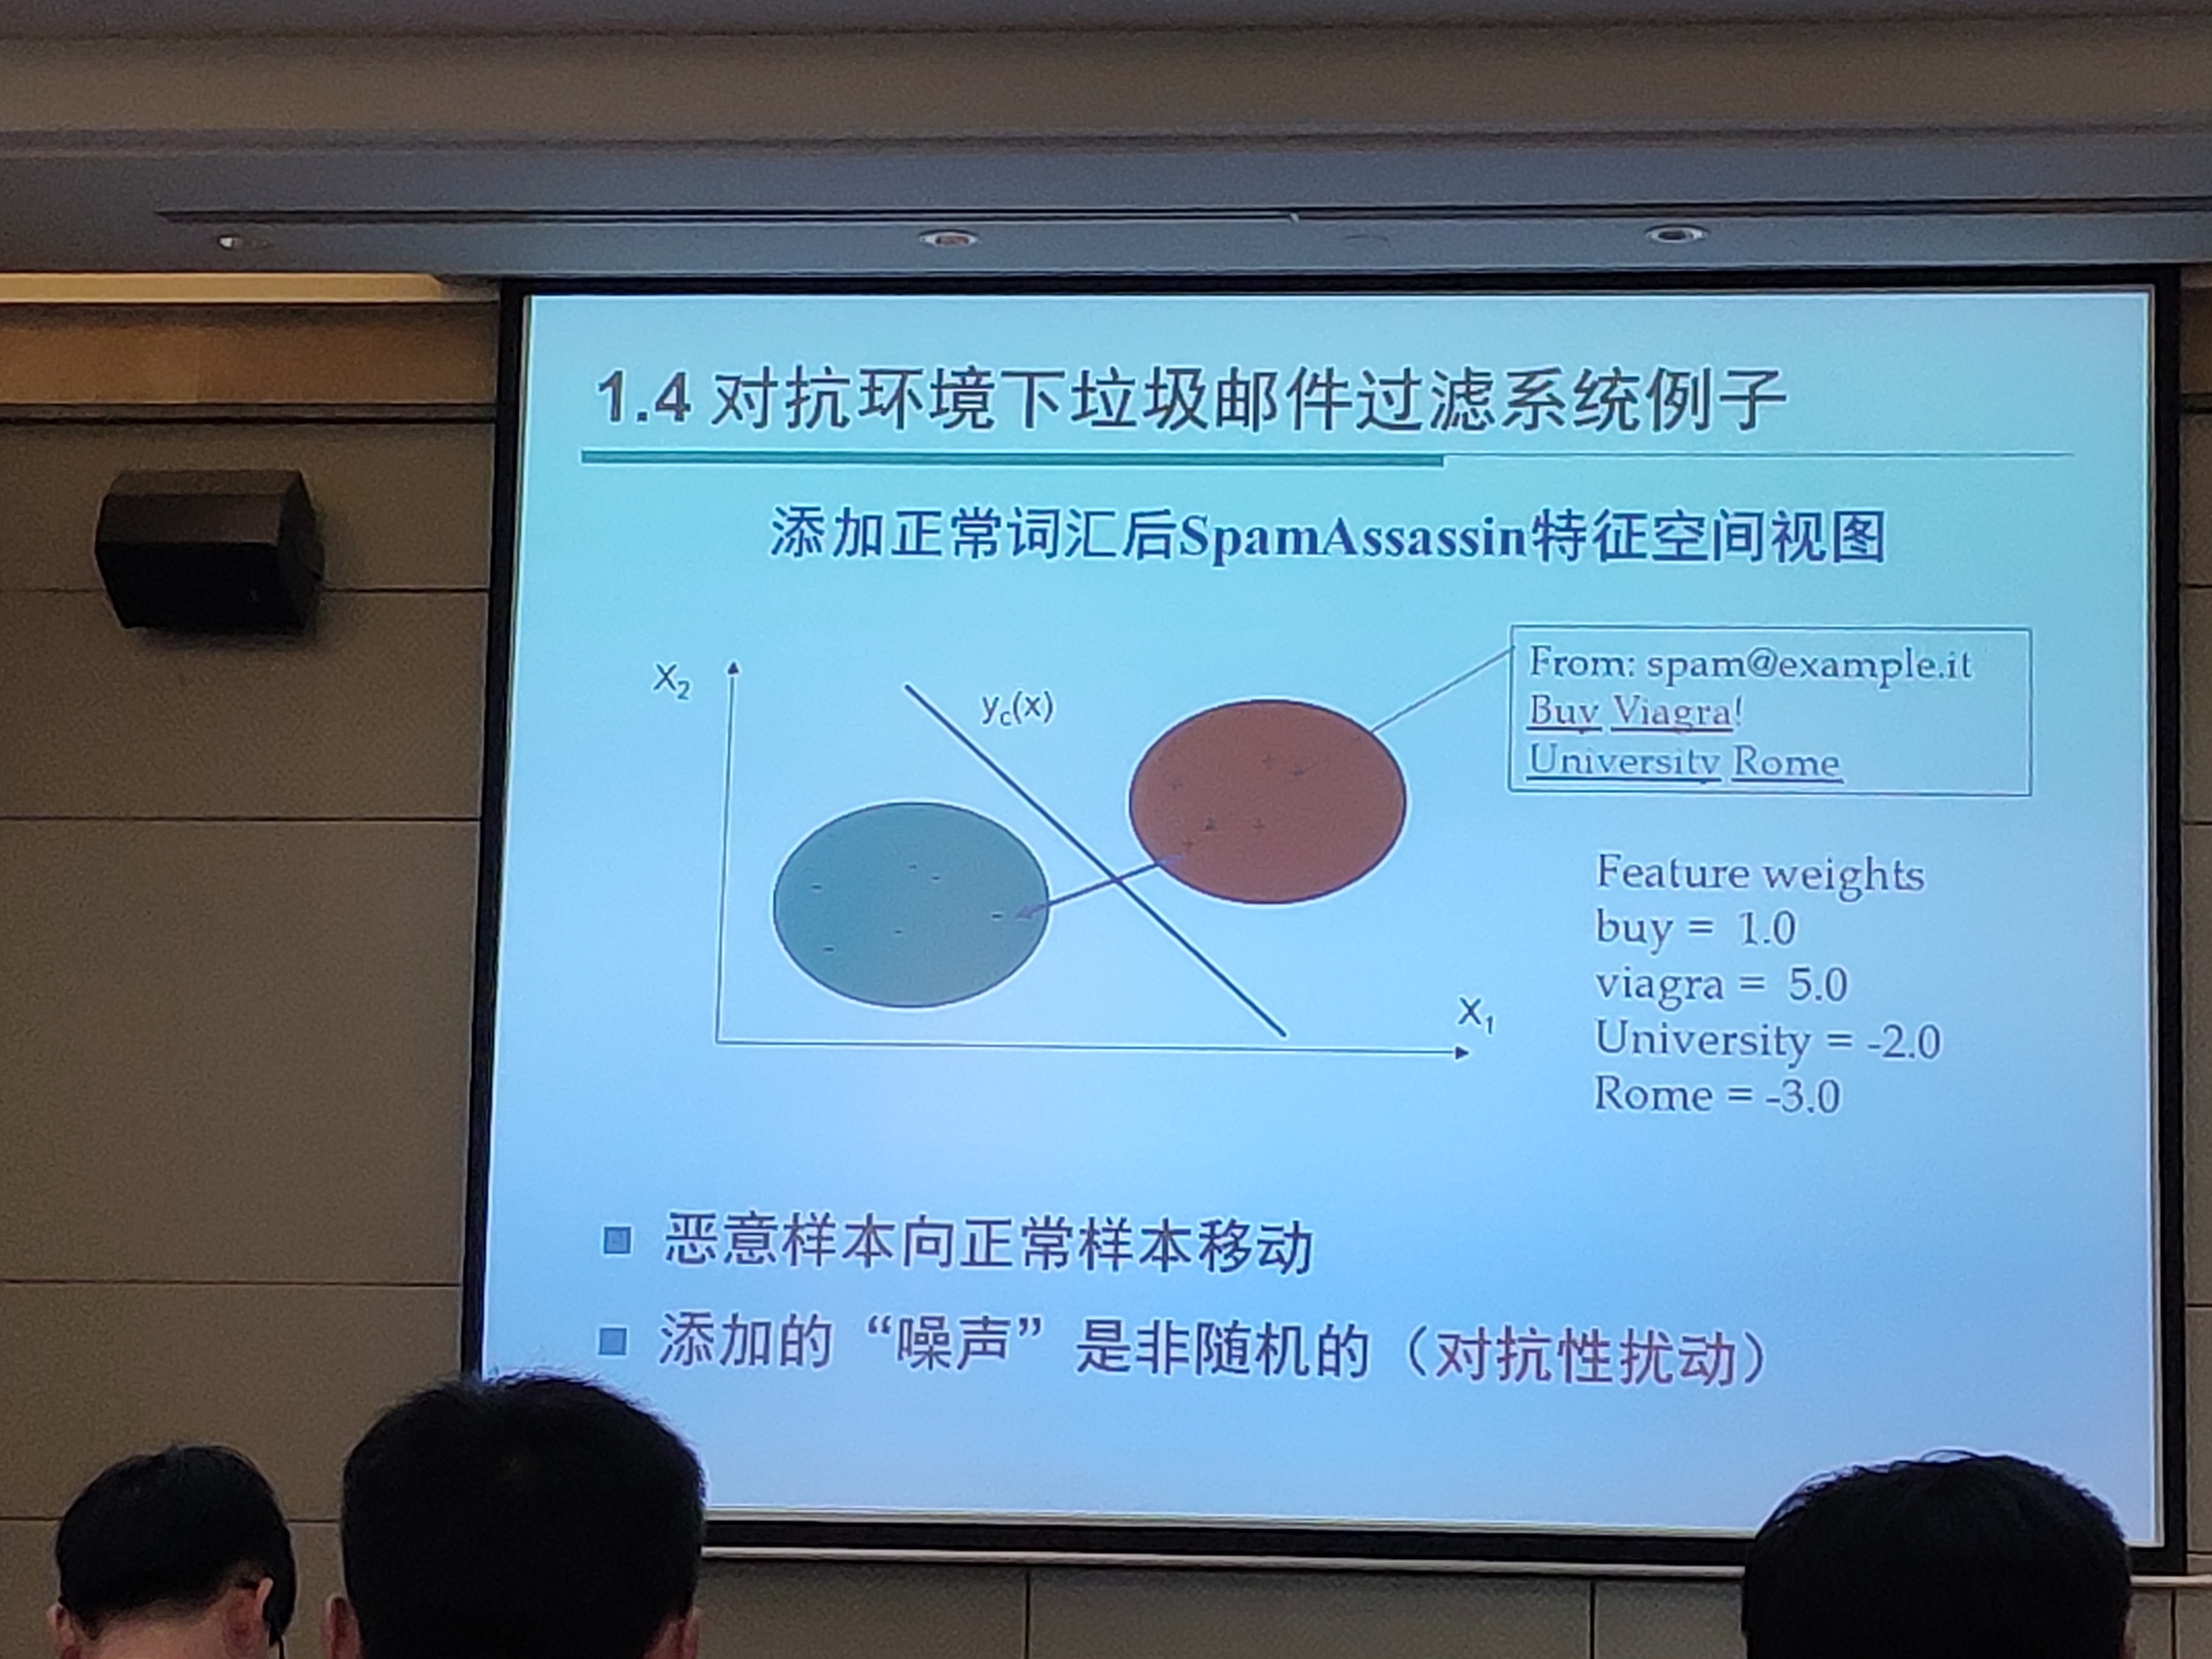 1.4 对抗环境下垃圾邮件过滤系统例子
添加正常词汇后SpamAssassin特征空间视图
X2
yc(x)
X1
From: spam@example.it
Buy Viagra!
University Rome
Feature weights
buy = 1.0
viagra = 5.0
University = -2.0
Rome = -3.0
恶意样本向正常样本移动
添加的“噪声”是非随机的（对抗性扰动）